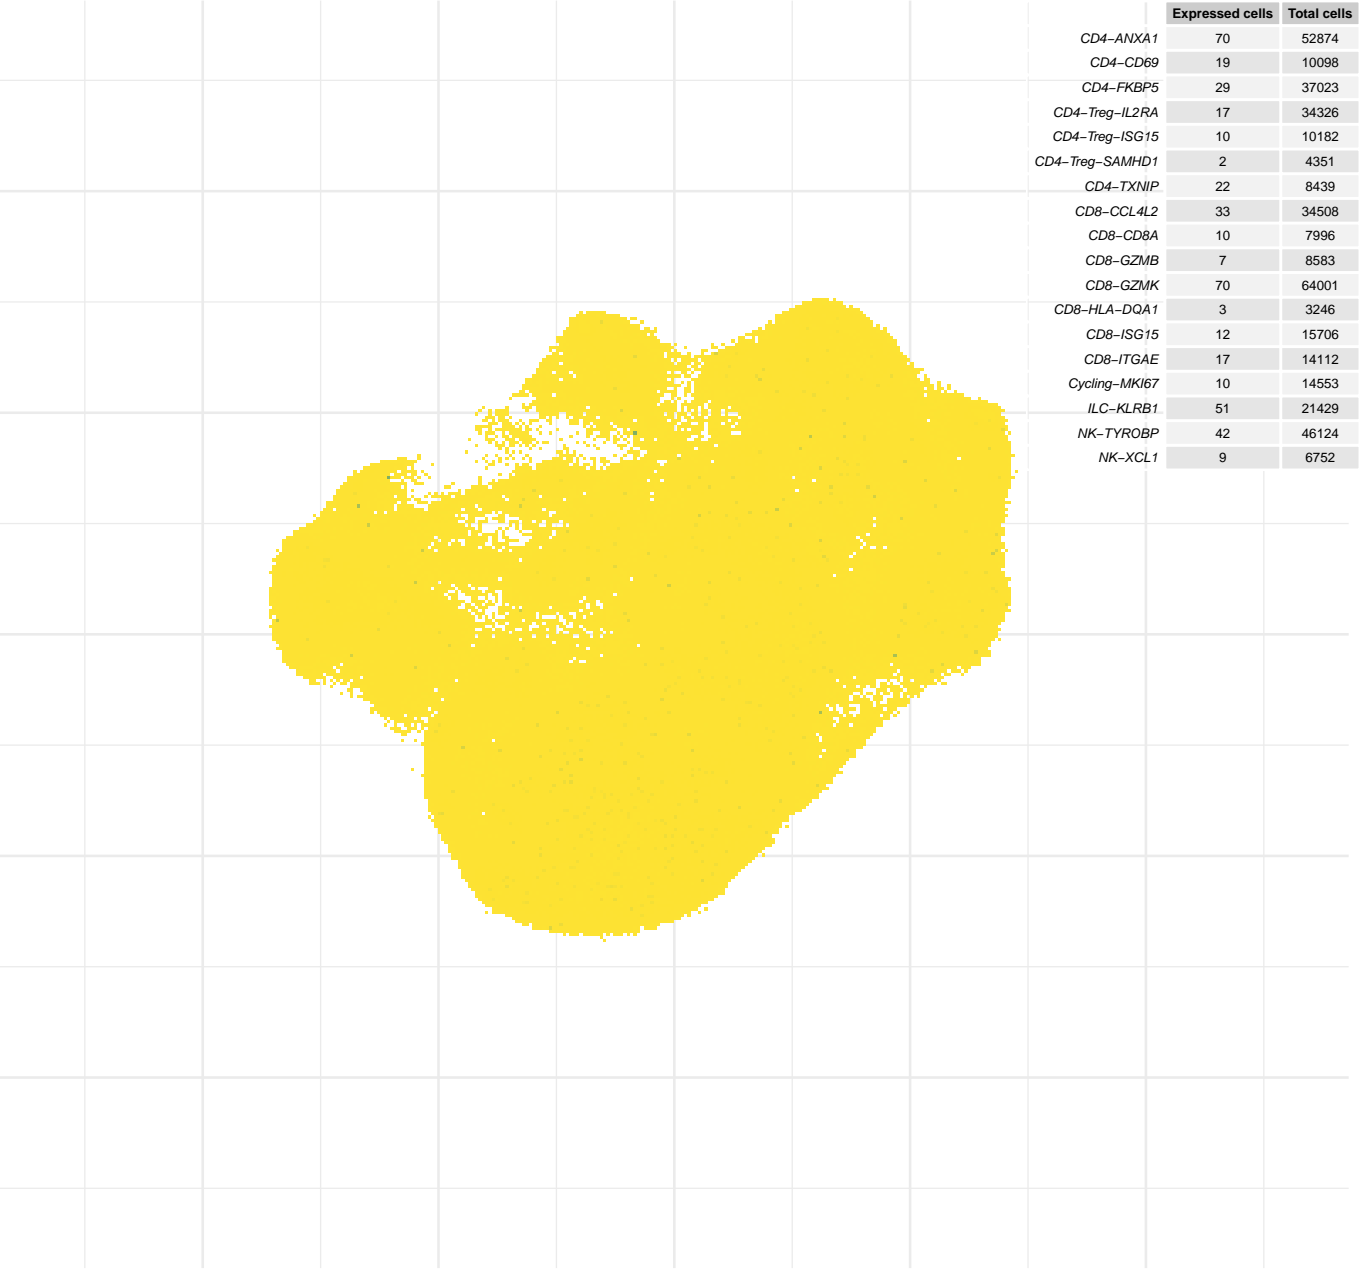 Expressed cells Total cells
CD4−ANXA1 70 52874
CD4−CD69 19 10098
CD4−FKBP5 29 37023
CD4−Treg−IL2RA 17 34326
CD4−Treg−ISG15 10 10182
CD4−Treg−SAMHD1 2 4351
CD4−TXNIP 22 8439
CD8−CCL4L2 33 34508
CD8−CD8A 10 7996
CD8−GZMB 7 8583
CD8−GZMK 70 64001
CD8−HLA−DQA1 3 3246
CD8−ISG15 12 15706
CD8−ITGAE 17 14112
Cycling−MKI67 10 14553
ILC−KLRB1 51 21429
NK−TYROBP 42 46124
NK−XCL1 9 6752